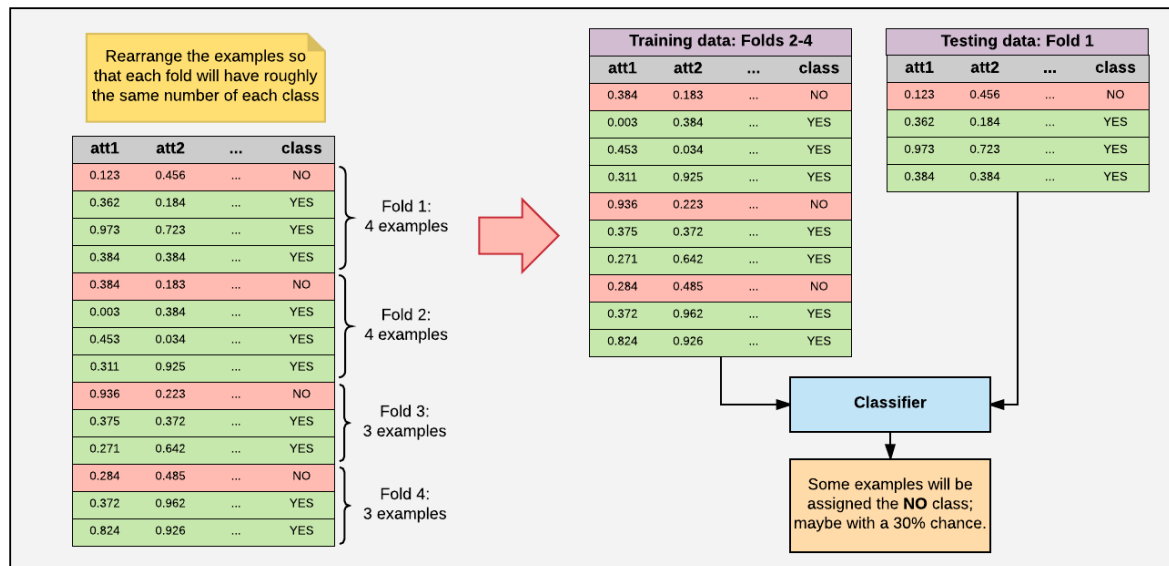 Rearrange the examples so
that each fold will have roughly
the same number of each class
att1 att2 ... class
0.123 0.456 ... NO
0.362 0.184 ... YES
0.973 0.723 ... YES
0.384 0.384 ... YES
0.384 0.183 ... NO
0.003 0.384 ... YES
0.453 0.034 ... YES
0.311 0.925 ... YES
0.936 0.223 ... NO
0.375 0.372 ... YES
0.271 0.642 ... YES
0.284 0.485 ... NO
0.372 0.962 ... YES
0.824 0.926 ... YES
Fold 1:
4 examples
Fold 2:
4 examples
Fold 3:
3 examples
Fold 4:
3 examples
Training data: Folds 2-4
att1 att2 ... class
0.384 0.183 ... NO
0.003 0.384 ... YES
0.453 0.034 ... YES
0.311 0.925 ... YES
0.936 0.223 ... NO
0.375 0.372 ... YES
0.271 0.642 ... YES
0.284 0.485 ... NO
0.372 0.962 ... YES
0.824 0.926 ... YES
Testing data: Fold 1
att1 att2 ... class
0.123 0.456 ... NO
0.362 0.184 ... YES
0.973 0.723 ... YES
0.384 0.384 ... YES
Classifier
Some examples will be
assigned the NO class;
maybe with a 30% chance.